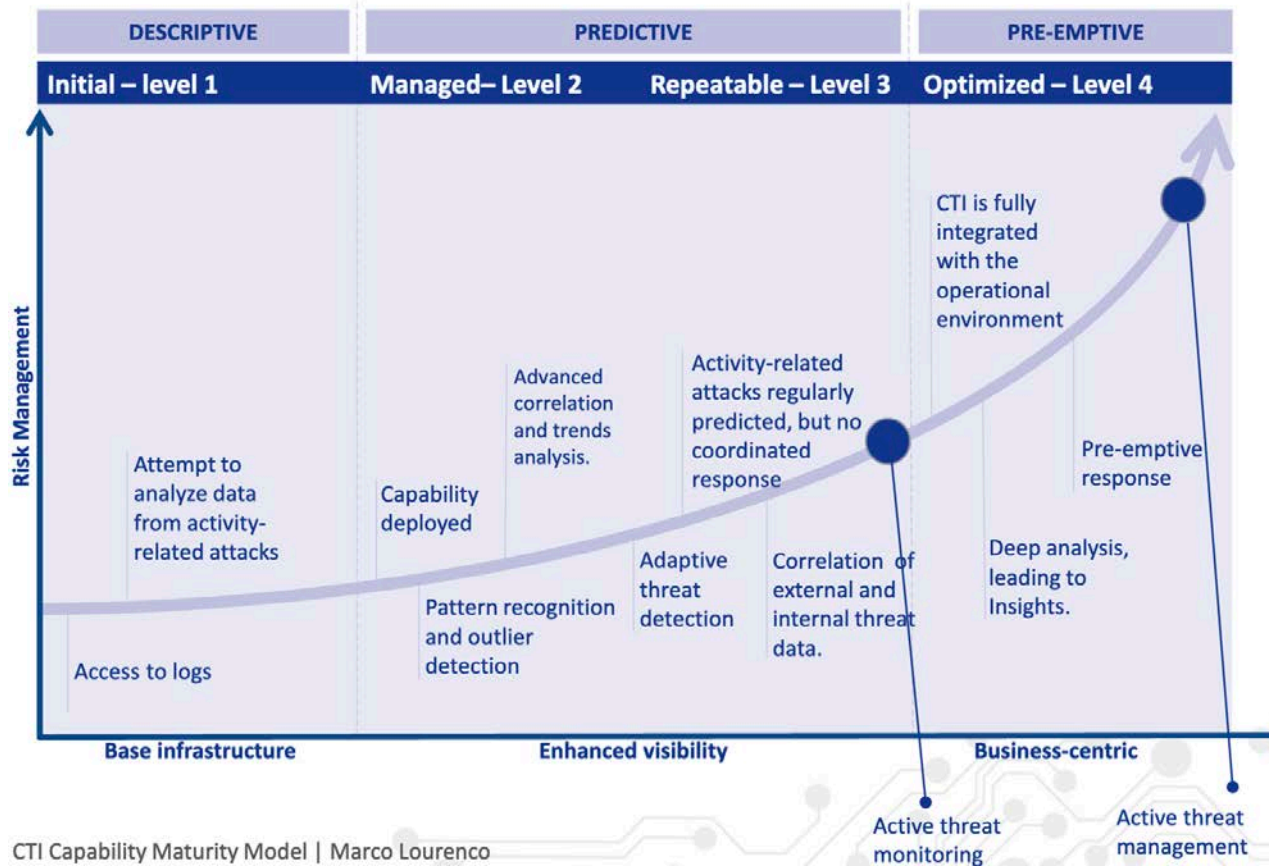 DESCRIPTIVE
PREDICTIVE
PRE-EMPTIVE
Initial – level 1
Managed– Level 2
Repeatable – Level 3
Optimized – Level 4
Risk Management
Access to logs
Attempt to
analyze data
from activity-
related attacks
Capability
deployed
Pattern recognition
and outlier
detection
Advanced
correlation
and trends
analysis.
Adaptive
threat
detection
Activity-related
attacks regularly
predicted, but no
coordinated
response
Correlation of
external and
internal threat
data.
CTI is fully
integrated
with the
operational
environment
Deep analysis,
leading to
Insights.
Pre-emptive
response
Base infrastructure
Enhanced visibility
Business-centric
Active threat
monitoring
Active threat
management
CTI Capability Maturity Model | Marco Lourenco